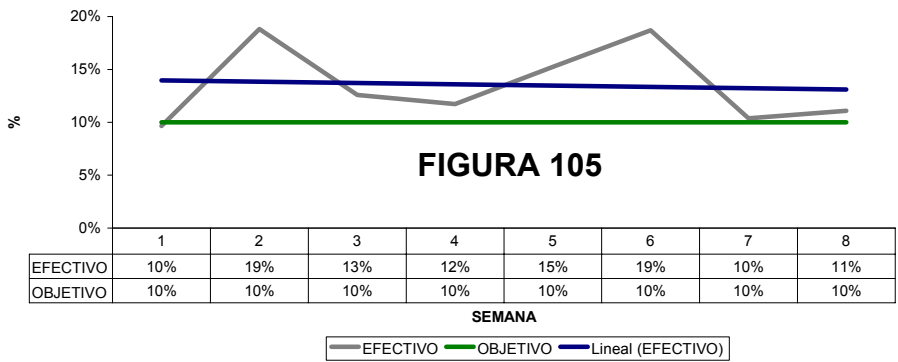 20%
15%
10%
5%
0%
%
FIGURA 105
1 2 3 4 5 6 7 8
EFECTIVO 10% 19% 13% 12% 15% 19% 10% 11%
OBJETIVO 10% 10% 10% 10% 10% 10% 10% 10%
SEMANA
EFECTIVO OBJETIVO Lineal (EFECTIVO)